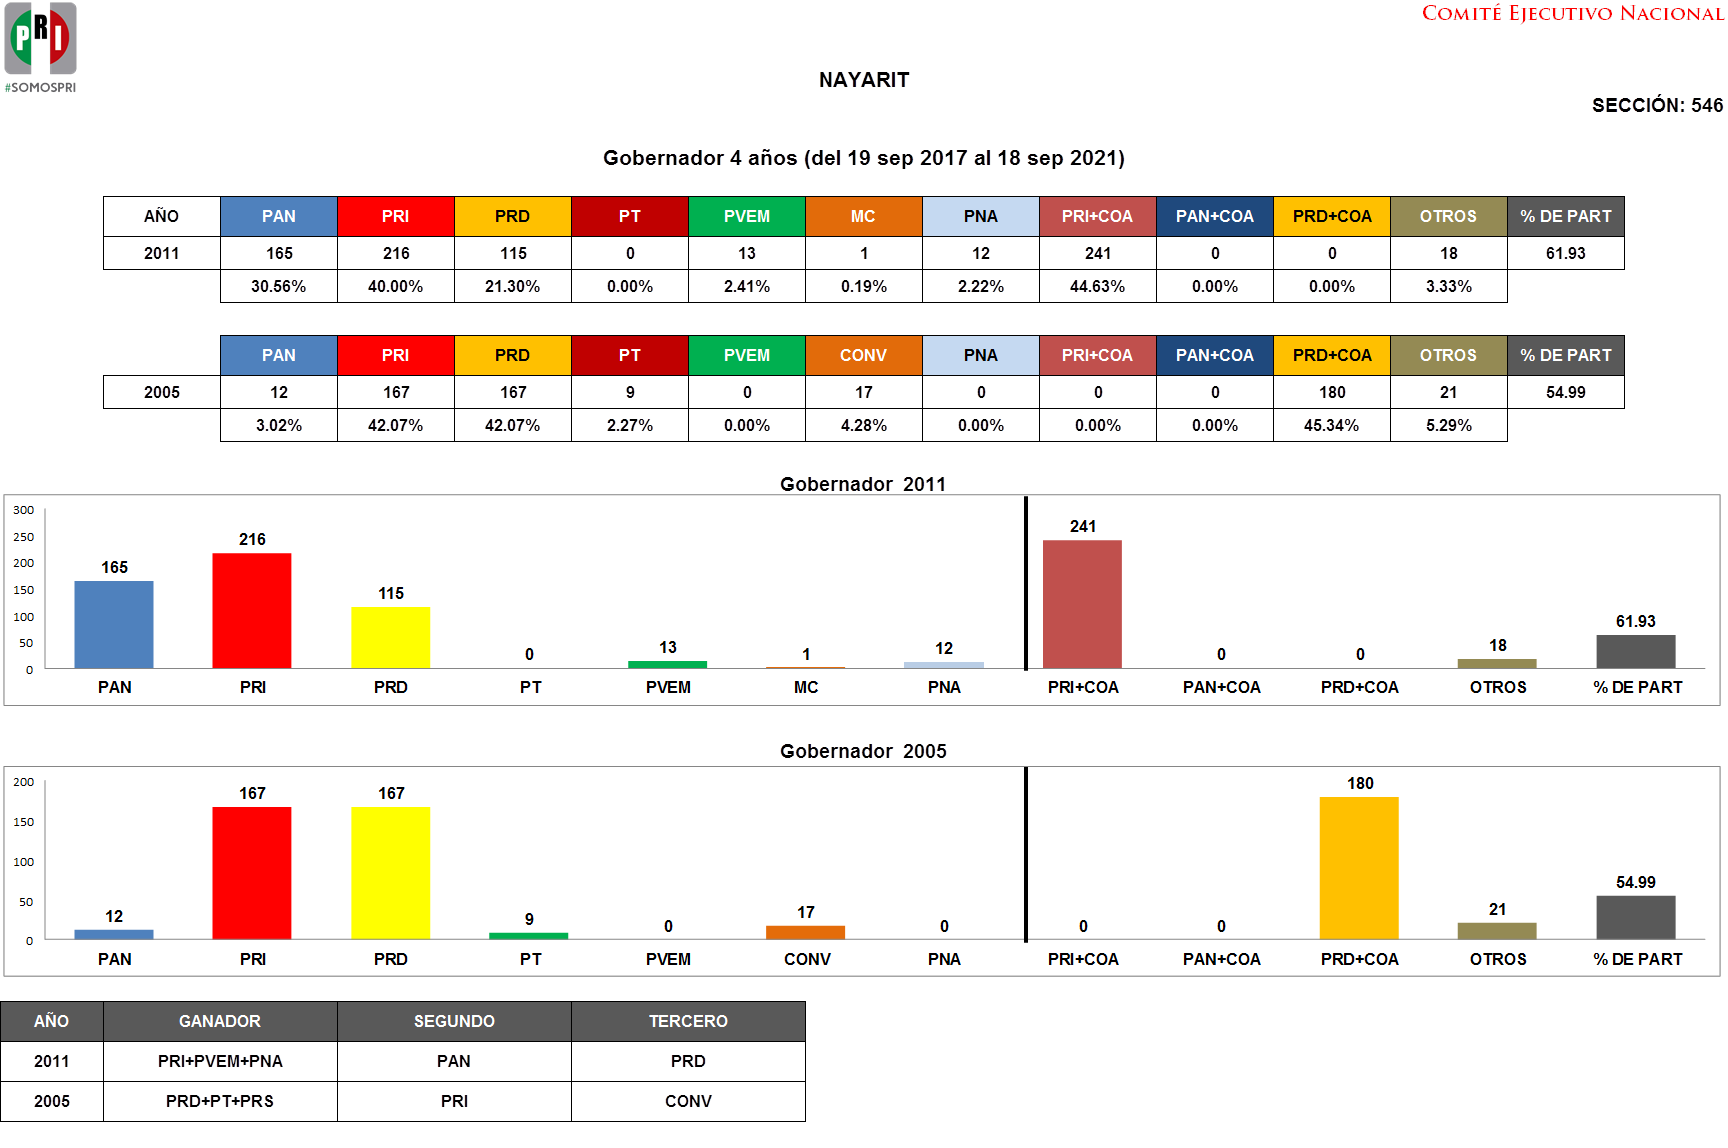 PRI
#SOMOSPRI
COMITÉ EJECUTIVO NACIONAL
NAYARIT
SECCIÓN: 546
Gobernador 4 años (del 19 sep 2017 al 18 sep 2021)
AÑO PAN PRI PRD PT PVEM MC PNA PRI+COA PAN+COA PRD+COA OTROS % DE PART
2011 165 216 115 0 13 1 12 241 0 0 18 61.93
30.56% 40.00% 21.30% 0.00% 2.41% 0.19% 2.22% 44.63% 0.00% 0.00% 3.33%
PAN PRI PRD PT PVEM CONV PNA PRI+COA PAN+COA PRD+COA OTROS % DE PART
2005 12 167 167 9 0 17 0 0 0 180 21 54.99
3.02% 42.07% 42.07% 2.27% 0.00% 4.28% 0.00% 0.00% 0.00% 45.34% 5.29%
Gobernador 2011
300
250
200
150
100
50
0
165 216 115 0 13 1 12 241 0 0 18 61.93
PAN PRI PRD PT PVEM MC PNA PRI+COA PAN+COA PRD+COA OTROS % DE PART
Gobernador 2005
200
150
100
50
0
12 167 167 9 0 17 0 0 0 180 21 54.99
PAN PRI PRD PT PVEM CONV PNA PRI+COA PAN+COA PRD+COA OTROS % DE PART
AÑO GANADOR SEGUNDO TERCERO
2011 PRI+PVEM+PNA PAN PRD
2005 PRD+PT+PRS PRI CONV